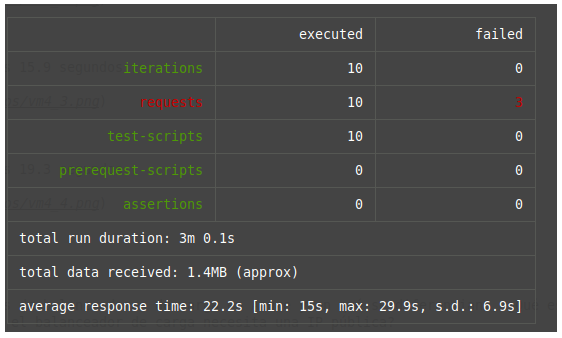 executed failed
iterations 10 0
requests 10 3
test-scripts 10 0
prerequest-scripts 0 0
assertions 0 0
total run duration: 3m 0.1s
total data received: 1.4MB (approx)
average response time: 22.2s [min: 15s, max: 29.9s, s.d.: 6.9s]